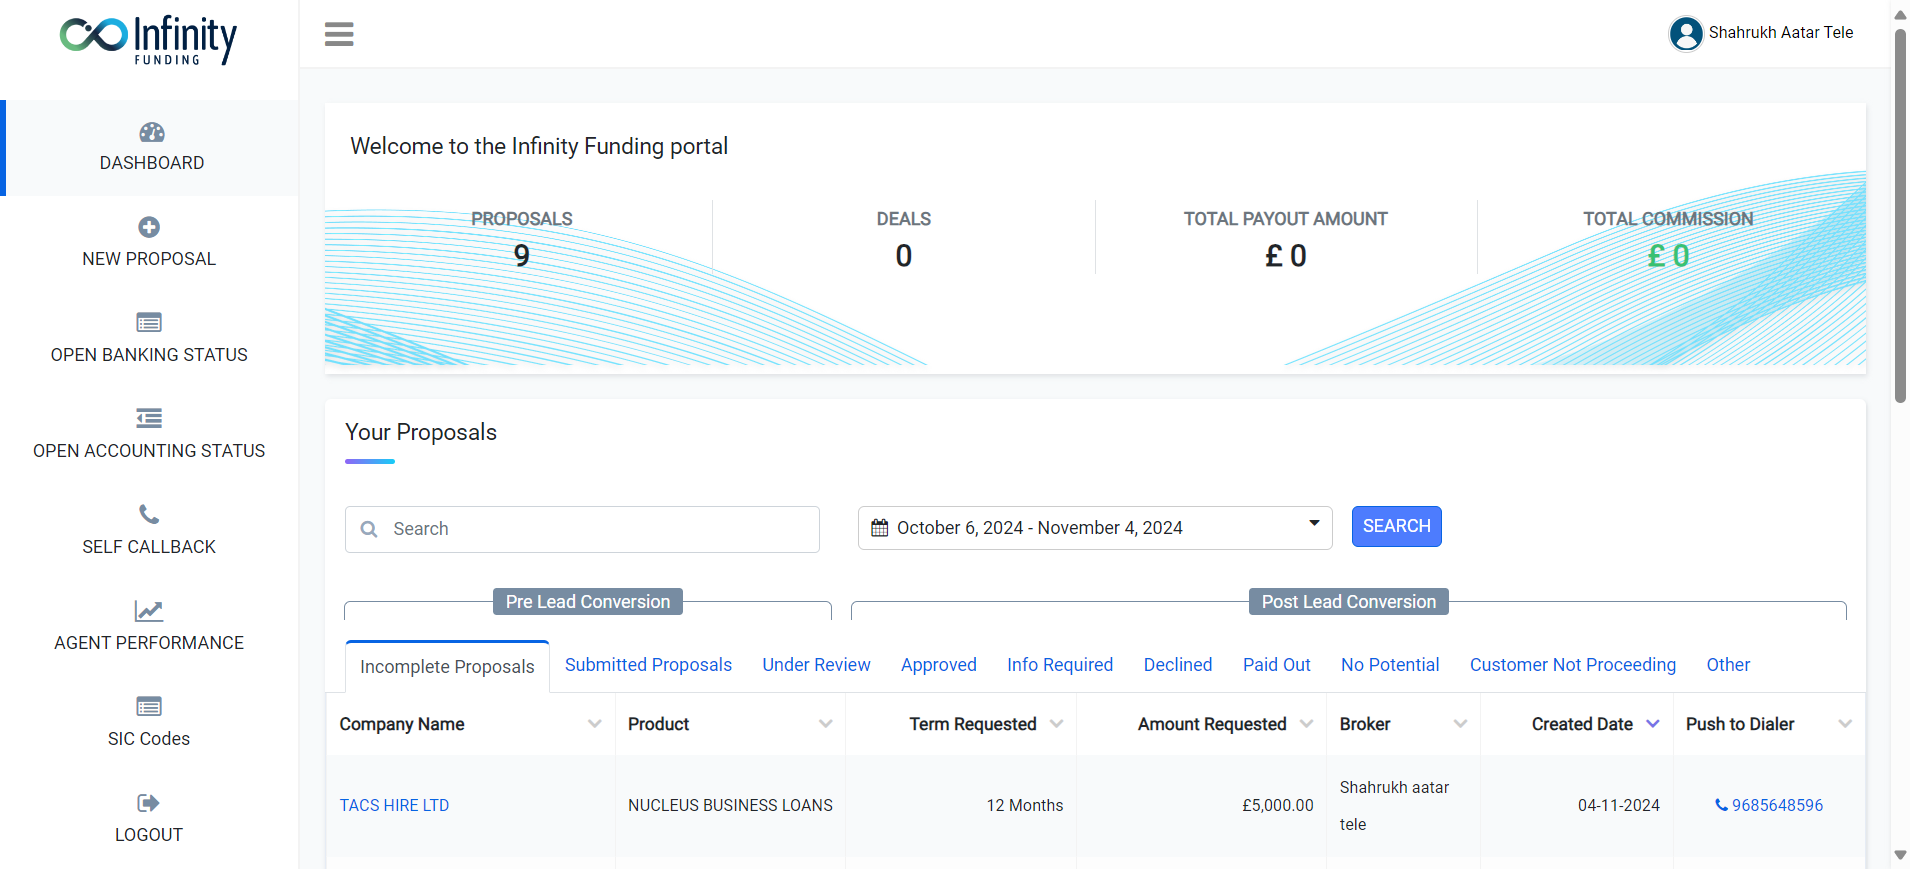 Infinity
FUNDING
Shahrukh Aatar Tele
DASHBOARD
NEW PROPOSAL
OPEN BANKING STATUS
OPEN ACCOUNTING STATUS
SELF CALLBACK
AGENT PERFORMANCE
SIC Codes
LOGOUT
Welcome to the Infinity Funding portal
PROPOSALS DEALS TOTAL PAYOUT AMOUNT TOTAL COMMISSION
9 0 £ 0 £ 0
Your Proposals
Search October 6, 2024 - November 4, 2024 SEARCH
Pre Lead Conversion Post Lead Conversion
Incomplete Proposals Submitted Proposals Under Review Approved Info Required Declined Paid Out No Potential Customer Not Proceeding Other
Company Name Product Term Requested Amount Requested Broker Created Date Push to Dialer
TACS HIRE LTD NUCLEUS BUSINESS LOANS 12 Months £5,000.00 Shahrukh aatar tele 04-11-2024 9685648596